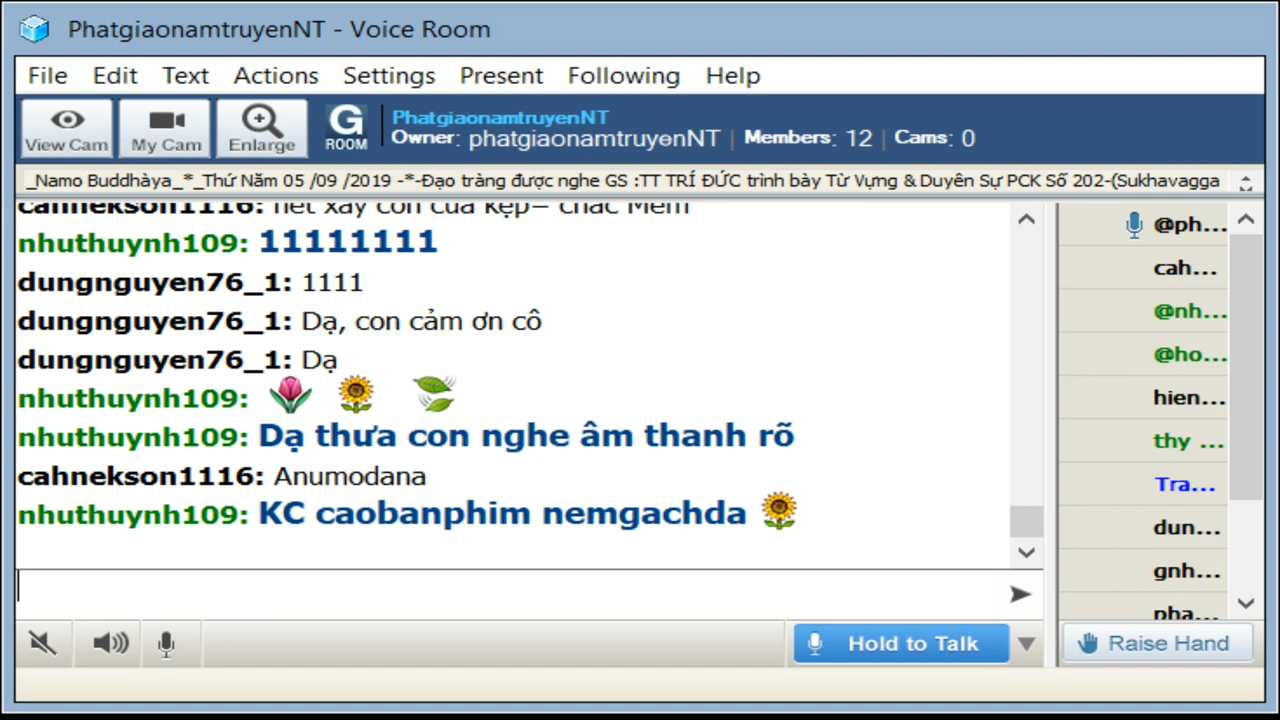 PhatgiaonamtruyenNT - Voice Room
File Edit Text Actions Settings Present Following Help
View Cam My Cam Enlarge G ROOM
PhatgiaonamtruyenNT
Owner: phatgiaonamtruyenNT | Members: 12 | Cams: 0
_Namo Buddhàya_*_Thứ Năm 05 /09 /2019 -*-Đạo tràng được nghe GS :TT TRÍ ĐỨC trình bày Từ Vựng & Duyên Sự PCK Số 202-(Sukhavagga
cahnekson1116:
nhuthuynh109: 11111111
dungnguyen76_1: 1111
dungnguyen76_1: Dạ, con cảm ơn cô
dungnguyen76_1: Dạ
nhuthuynh109:
nhuthuynh109: Dạ thưa con nghe âm thanh rõ
cahnekson1116: Anumodana
nhuthuynh109: KC caobanphim nemgachda
@ph...
cah...
@nh...
@ho...
hien...
thy ...
Tra...
dun...
gnh...
pha...
Hold to Talk
Raise Hand